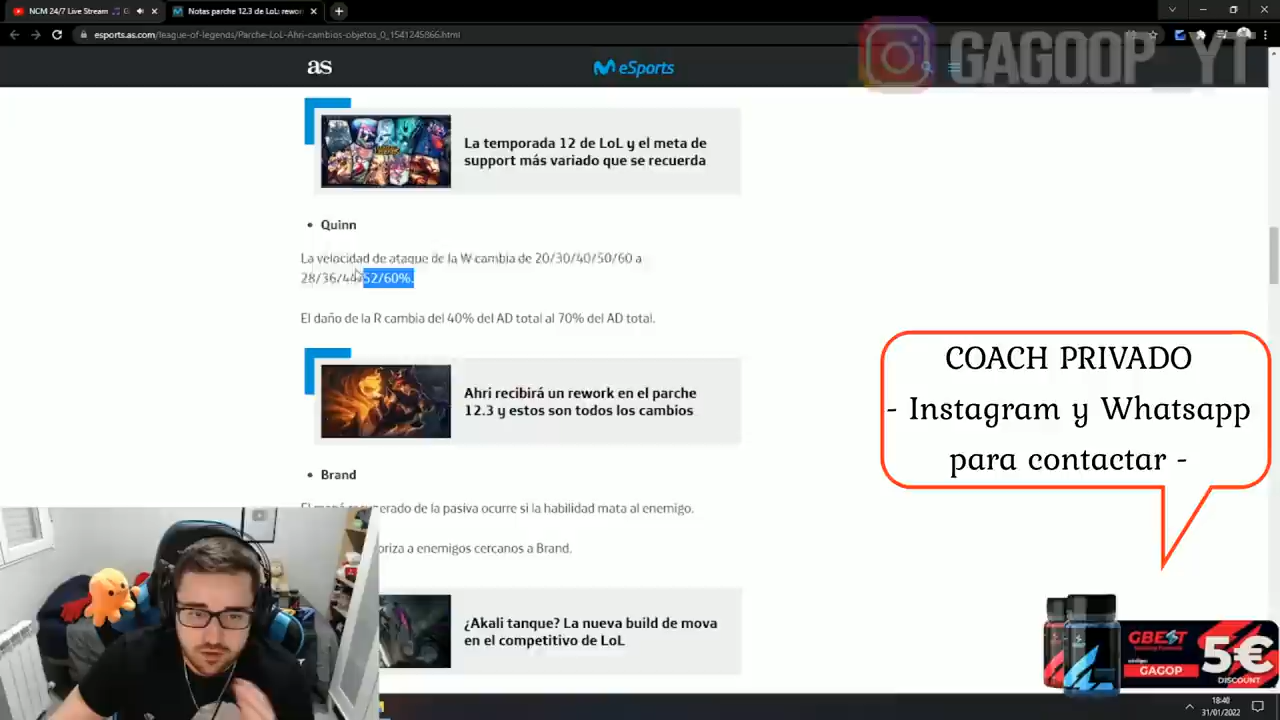 NCM 24/7 Live Stream
Notas parche 12.3 de LoL: rewor
esports.as.com/league-of-legends/Parche-LoL-Ahri-cambios-objetos_0_1541245866.html
GAGOOP_YT
as
eSports
La temporada 12 de LoL y el meta de
support más variado que se recuerda
• Quinn
La velocidad de ataque de la W cambia de 20/30/40/50/60 a
28/36/44/52/60%.
El daño de la R cambia del 40% del AD total al 70% del AD total.
Ahri recibirá un rework en el parche
12.3 y estos son todos los cambios
• Brand
de la pasiva ocurre si la habilidad mata al enemigo.
a enemigos cercanos a Brand.
¿Akali tanque? La nueva build de mova
en el competitivo de LoL
COACH PRIVADO
- Instagram y Whatsapp
para contactar -
GBEST
GAGOP
5€
DISCOUNT
18:40
31/01/2022